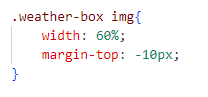 .weather-box img{
    width: 60%;
    margin-top: -10px;
}